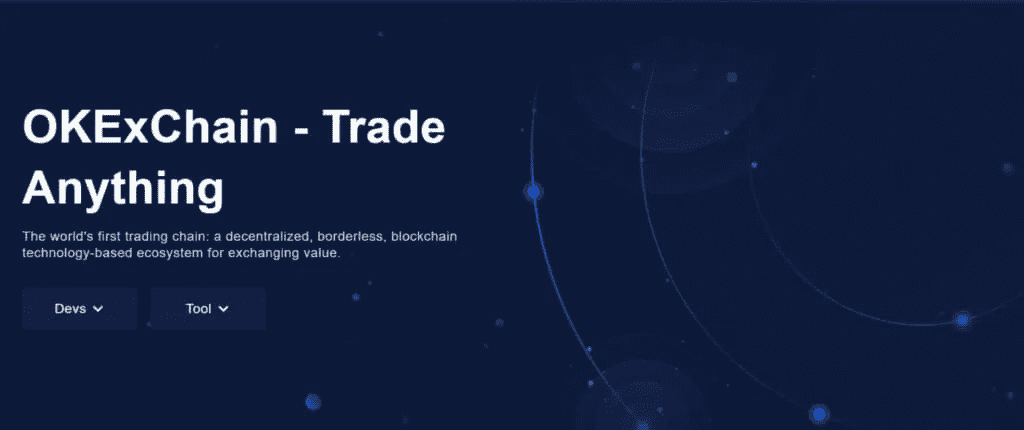 OKExChain - Trade
Anything
The world's first trading chain: a decentralized, borderless, blockchain
technology-based ecosystem for exchanging value.
Devs
Tool